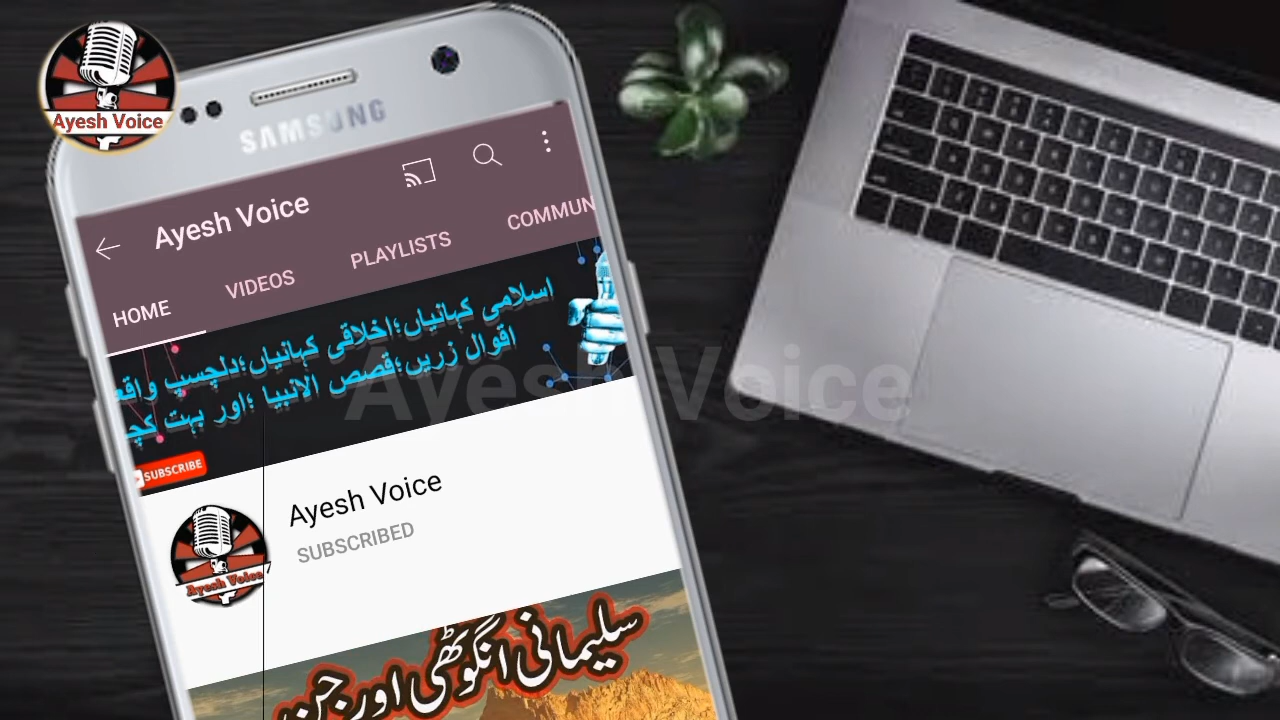 Ayesh Voice
SAMSUNG
Ayesh Voice
HOME VIDEOS PLAYLISTS COMMUN
اسلامی کہانیاں؛اخلاقی کہانیاں؛دلچسپ واقع
اقوال زریں؛قصص الانبیا ؛اور بہت کچ
SUBSCRIBE
Ayesh Voice
Ayesh Voice
SUBSCRIBED
Ayesh Voice
سلیمانی انگوٹھی اور جن